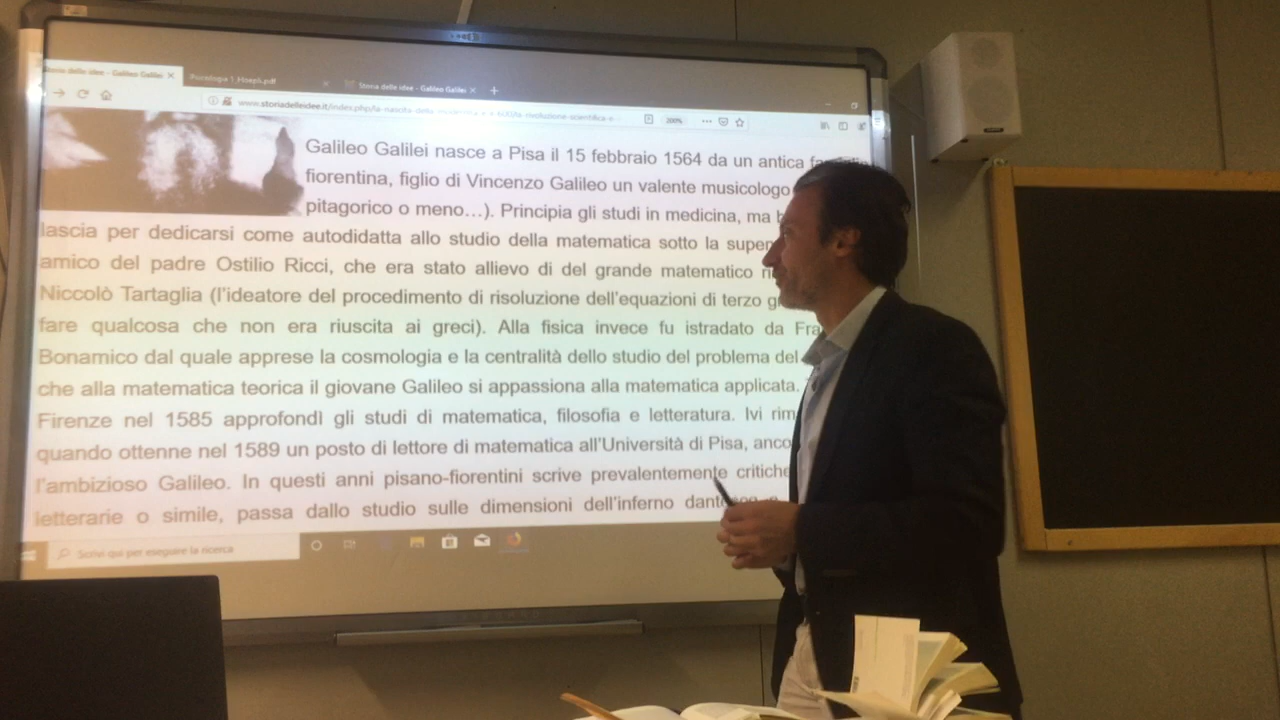 Storia delle idee - Galileo Galilei
Psicologia 1_Hoepli.pdf
Storia delle idee - Galileo Galilei
www.storiadelleidee.it/index.php/la-nascita-della
200%
Galileo Galilei nasce a Pisa il 15 febbraio 1564 da un antica
fiorentina, figlio di Vincenzo Galileo un valente musicologo
pitagorico o meno…). Principia gli studi in medicina, ma
lascia per dedicarsi come autodidatta allo studio della matematica sotto la
amico del padre Ostilio Ricci, che era stato allievo di del grande matematico
Niccolò Tartaglia (l'ideatore del procedimento di risoluzione dell'equazioni di terzo
fare qualcosa che non era riuscita ai greci). Alla fisica invece fu istradato da
Bonamico dal quale apprese la cosmologia e la centralità dello studio del problema del
che alla matematica teorica il giovane Galileo si appassiona alla matematica applicata.
Firenze nel 1585 approfondì gli studi di matematica, filosofia e letteratura. Ivi
quando ottenne nel 1589 un posto di lettore di matematica all'Università di Pisa,
l'ambizioso Galileo. In questi anni pisano-fiorentini scrive prevalentemente critiche
letterarie o simile, passa dallo studio sulle dimensioni dell'inferno dantesco
Scrivi qui per eseguire la ricerca